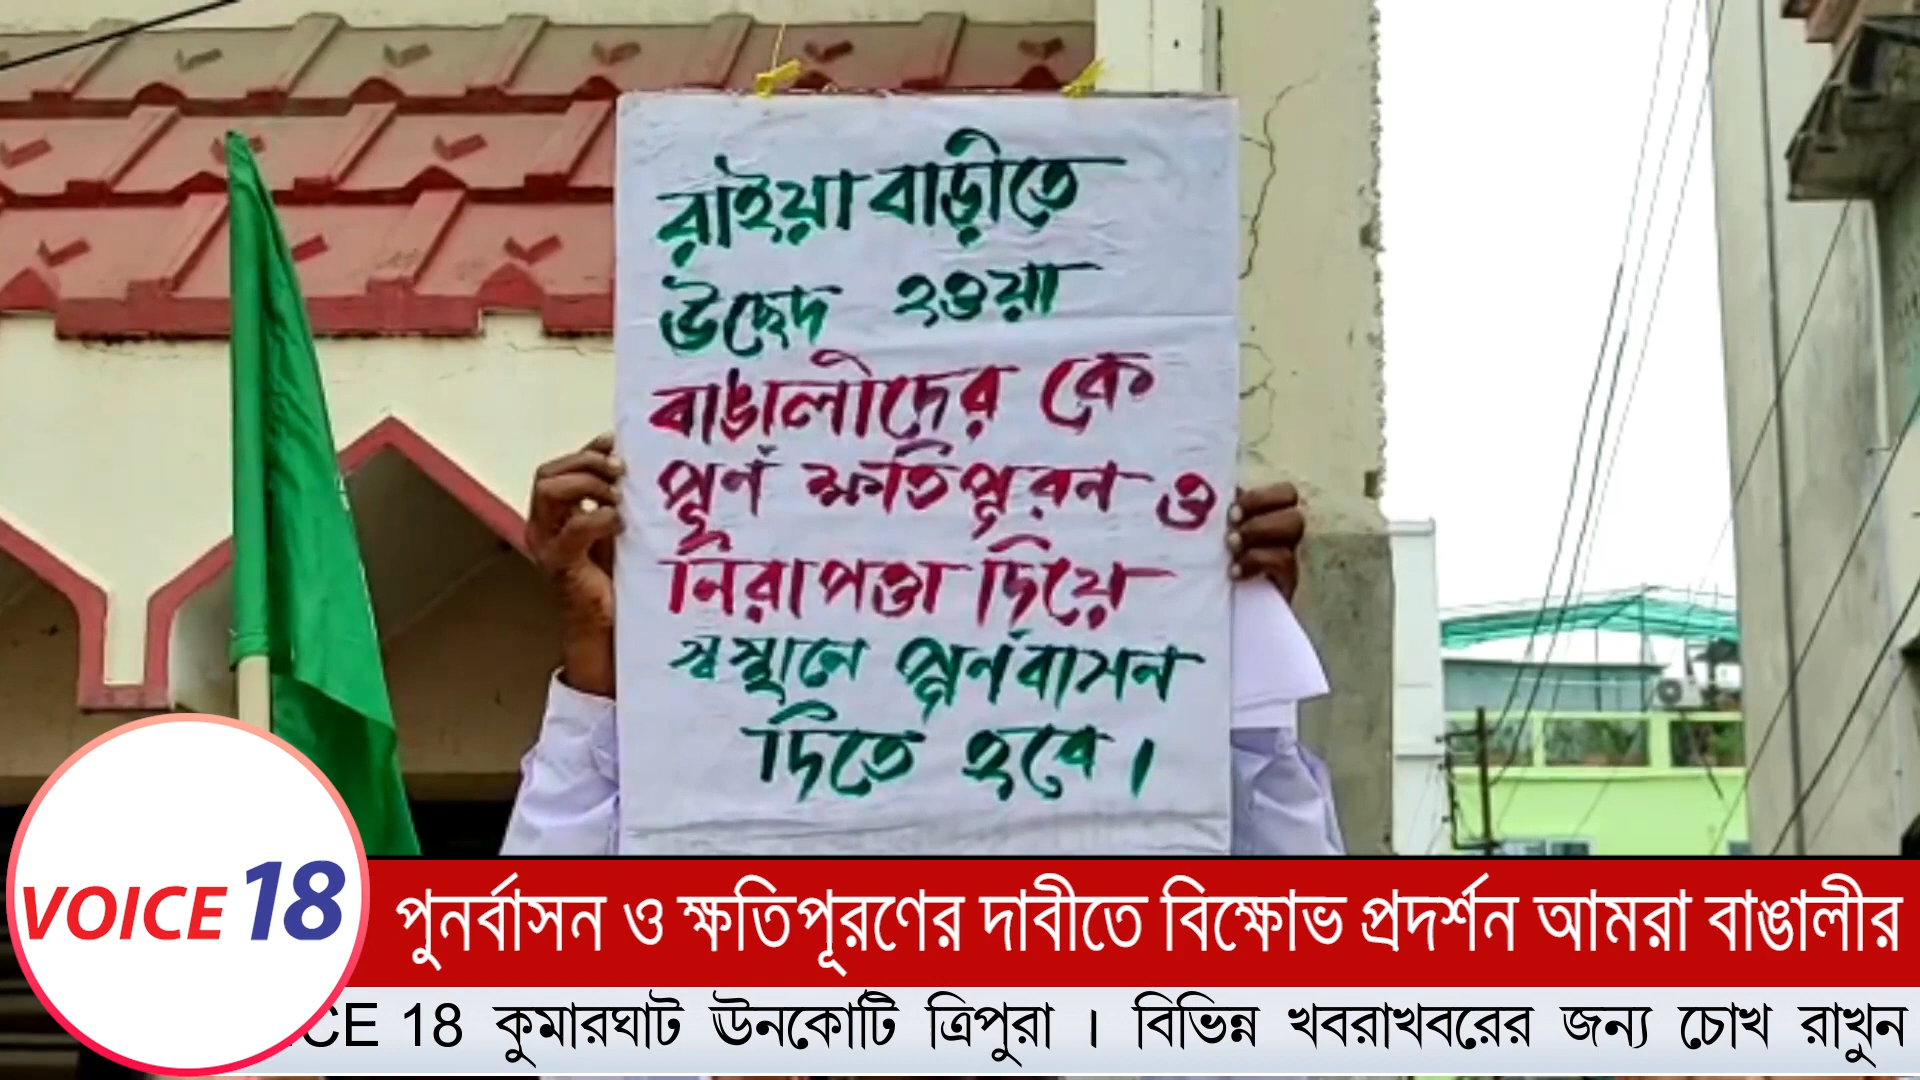 রাইয়াবাড়ীতে
উচ্ছেদ হওয়া
বাঙালীদের কে
পূর্ণ ক্ষতিপূরন ও
নিরাপত্তা দিয়ে
স্বস্থানে পুর্নবাসন
দিতে হবে।
VOICE 18
পুনর্বাসন ও ক্ষতিপূরণের দাবীতে বিক্ষোভ প্রদর্শন আমরা বাঙালীর
CE 18 কুমারঘাট ঊনকোটি ত্রিপুরা । বিভিন্ন খবরাখবরের জন্য চোখ রাখুন